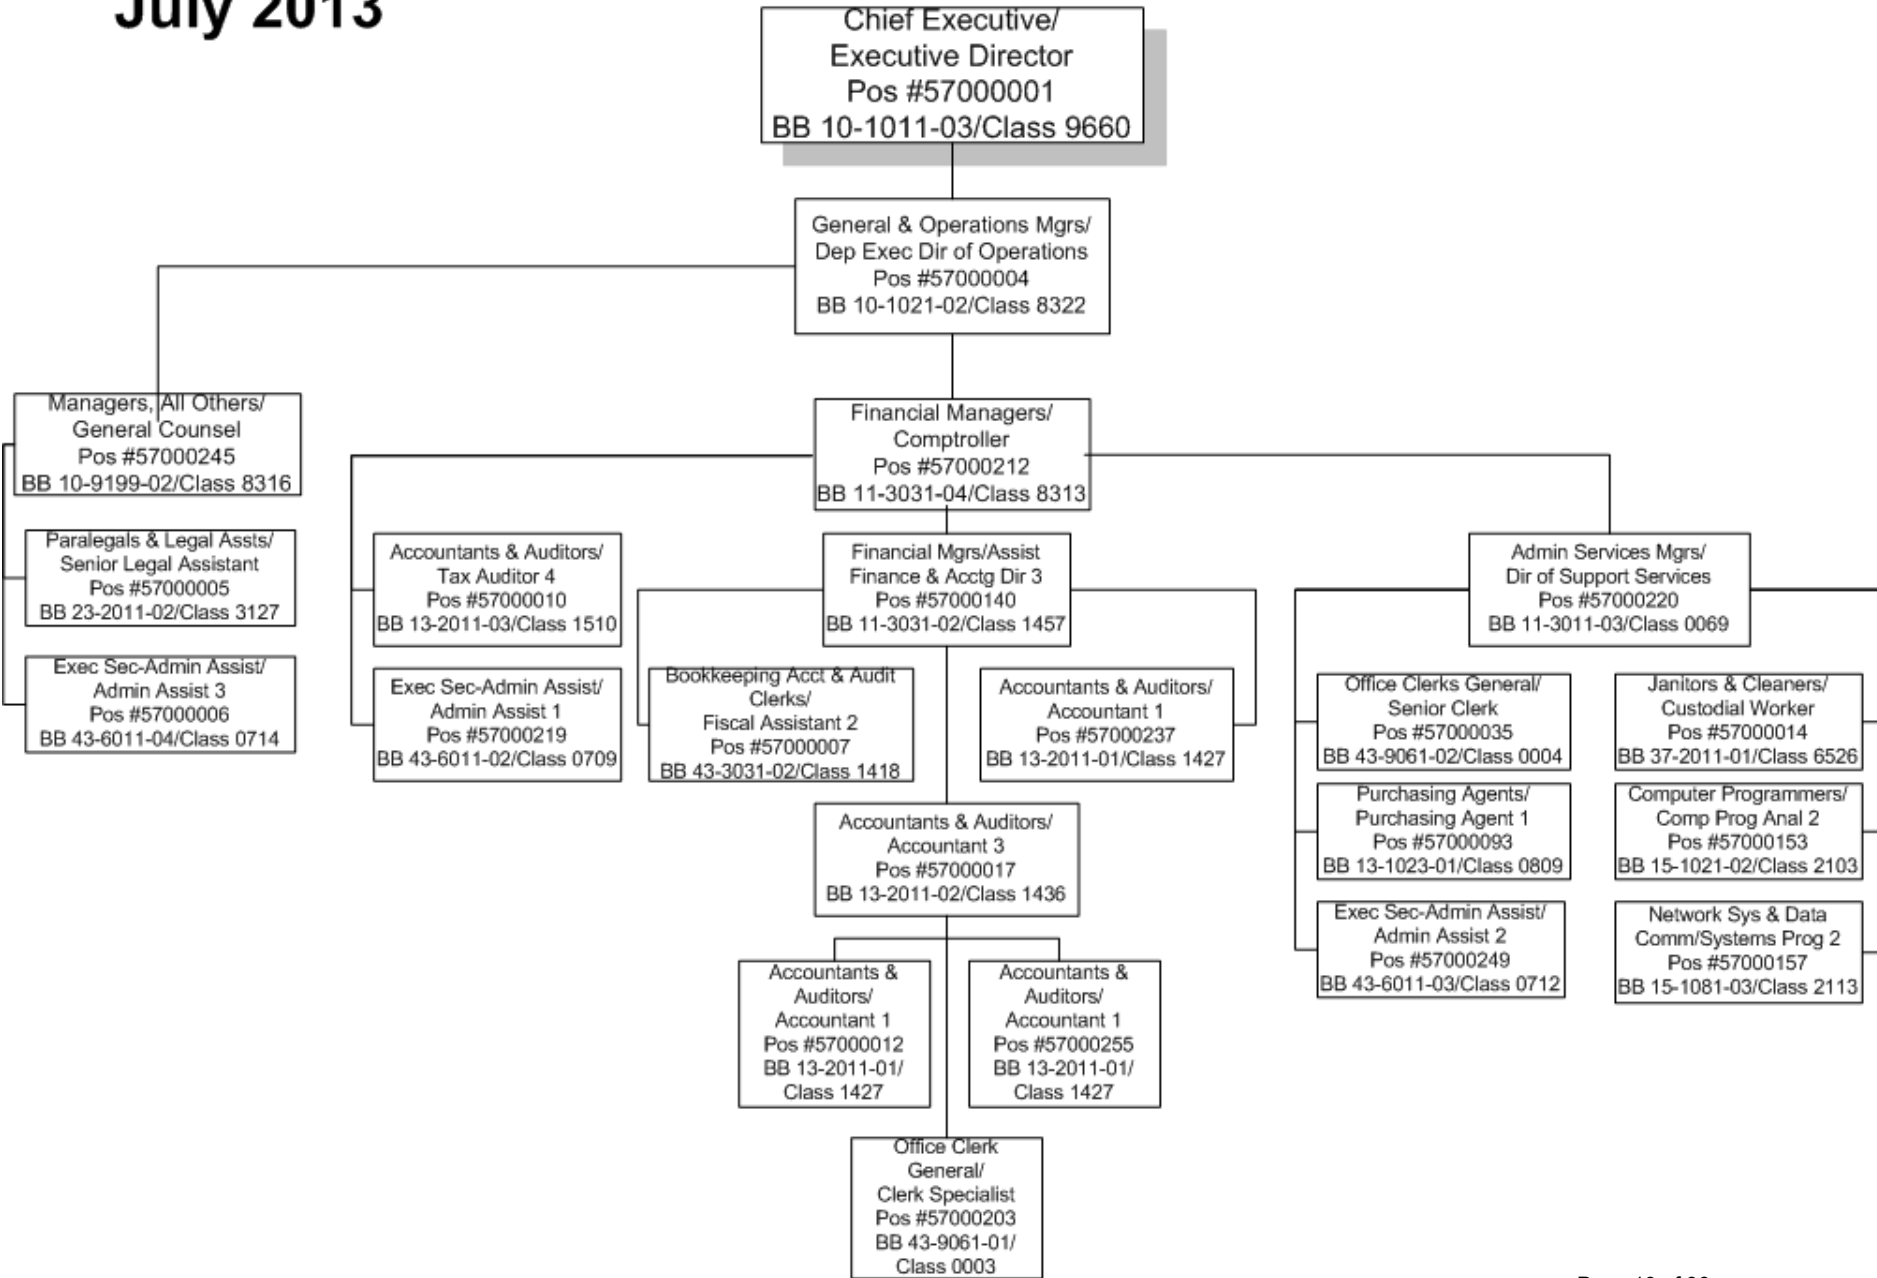 July 2013
Chief Executive/
Executive Director
Pos #57000001
BB 10-1011-03/Class 9660
General & Operations Mgrs/
Dep Exec Dir of Operations
Pos #57000004
BB 10-1021-02/Class 8322
Managers, All Others/
General Counsel
Pos #57000245
BB 10-9199-02/Class 8316
Paralegals & Legal Assts/
Senior Legal Assistant
Pos #57000005
BB 23-2011-02/Class 3127
Exec Sec-Admin Assist/
Admin Assist 3
Pos #57000006
BB 43-6011-04/Class 0714
Financial Managers/
Comptroller
Pos #57000212
BB 11-3031-04/Class 8313
Accountants & Auditors/
Tax Auditor 4
Pos #57000010
BB 13-2011-03/Class 1510
Exec Sec-Admin Assist/
Admin Assist 1
Pos #57000219
BB 43-6011-02/Class 0709
Financial Mgrs/Assist
Finance & Acctg Dir 3
Pos #57000140
BB 11-3031-02/Class 1457
Bookkeeping Acct & Audit
Clerks/
Fiscal Assistant 2
Pos #57000007
BB 43-3031-02/Class 1418
Accountants & Auditors/
Accountant 1
Pos #57000237
BB 13-2011-01/Class 1427
Accountants & Auditors/
Accountant 3
Pos #57000017
BB 13-2011-02/Class 1436
Accountants &
Auditors/
Accountant 1
Pos #57000012
BB 13-2011-01/
Class 1427
Accountants &
Auditors/
Accountant 1
Pos #57000255
BB 13-2011-01/
Class 1427
Office Clerk
General/
Clerk Specialist
Pos #57000203
BB 43-9061-01/
Class 0003
Admin Services Mgrs/
Dir of Support Services
Pos #57000220
BB 11-3011-03/Class 0069
Office Clerks General/
Senior Clerk
Pos #57000035
BB 43-9061-02/Class 0004
Purchasing Agents/
Purchasing Agent 1
Pos #57000093
BB 13-1023-01/Class 0809
Exec Sec-Admin Assist/
Admin Assist 2
Pos #57000249
BB 43-6011-03/Class 0712
Janitors & Cleaners/
Custodial Worker
Pos #57000014
BB 37-2011-01/Class 6526
Computer Programmers/
Comp Prog Anal 2
Pos #57000153
BB 15-1021-02/Class 2103
Network Sys & Data
Comm/Systems Prog 2
Pos #57000157
BB 15-1081-03/Class 2113